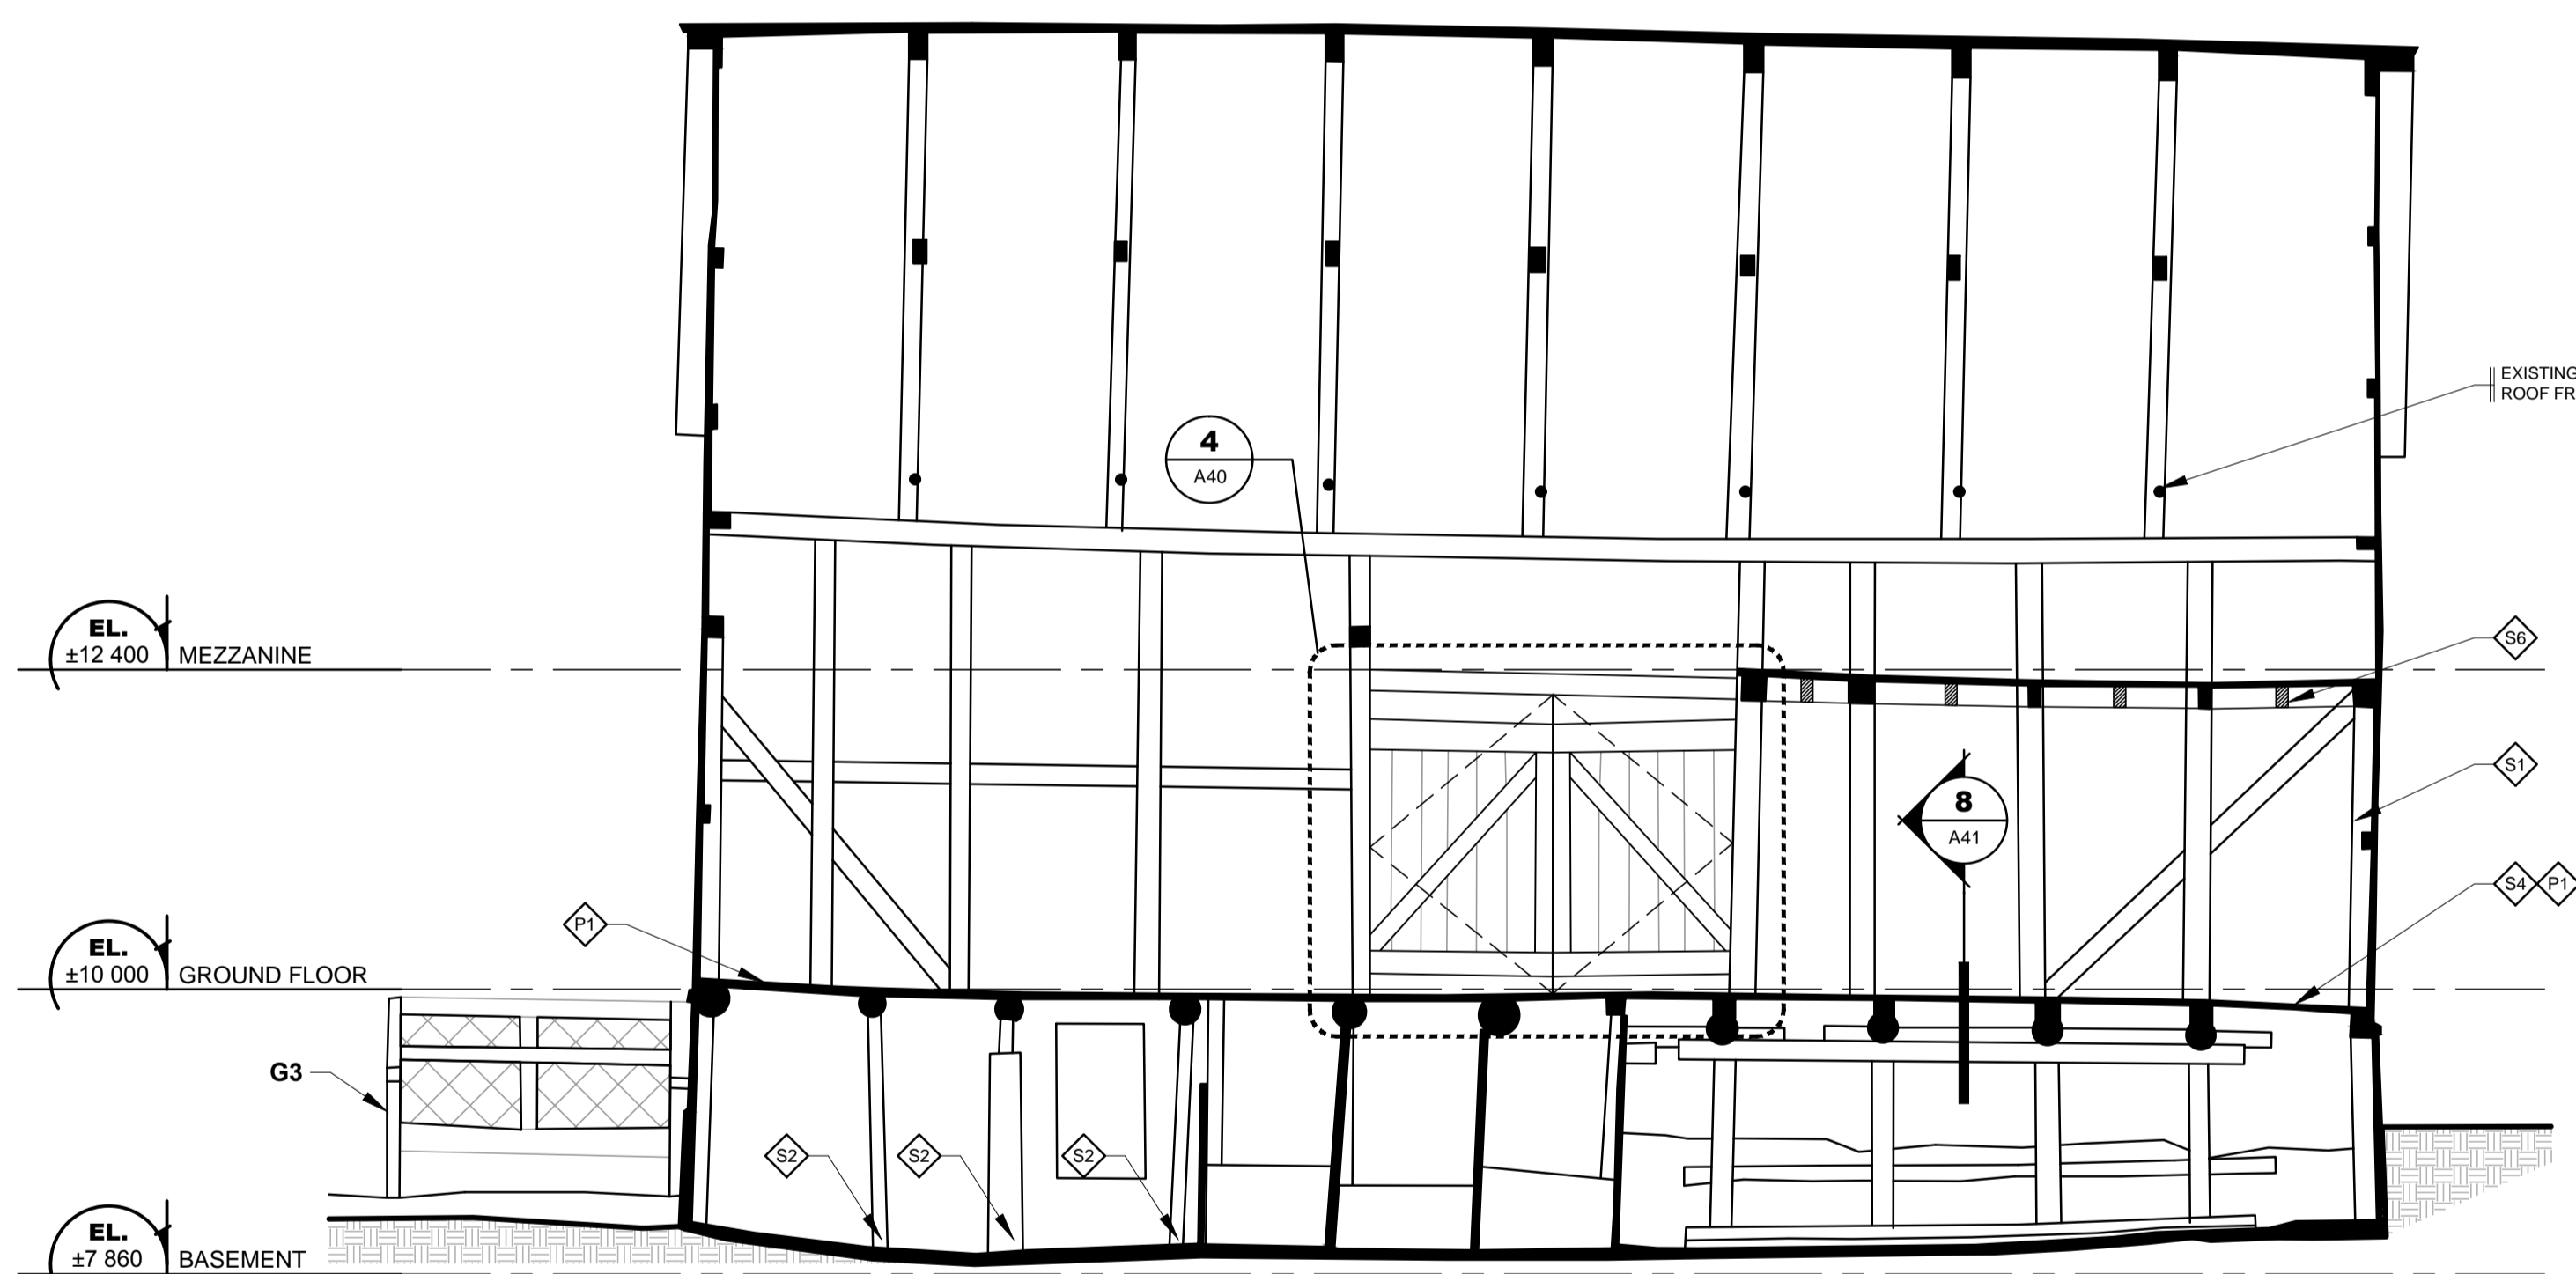 EXISTING
ROOF FR
4
A40
EL.
±12 400 MEZZANINE
S6
S1
8
A41
S4 P1
P1
EL.
±10 000 GROUND FLOOR
G3
S2 S2 S2
EL.
±7 860 BASEMENT